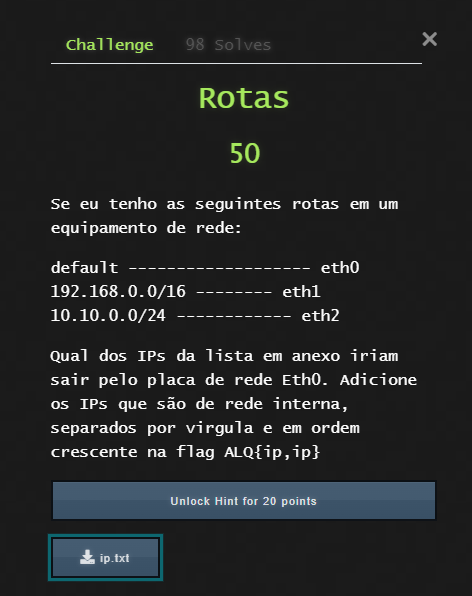 Challenge 98 Solves ×
Rotas
50
Se eu tenho as seguintes rotas em um
equipamento de rede:
default ------------------- eth0
192.168.0.0/16 -------- eth1
10.10.0.0/24 ------------ eth2
Qual dos IPs da lista em anexo iriam
sair pelo placa de rede Eth0. Adicione
os IPs que são de rede interna,
separados por virgula e em ordem
crescente na flag ALQ{ip,ip}
Unlock Hint for 20 points
ip.txt